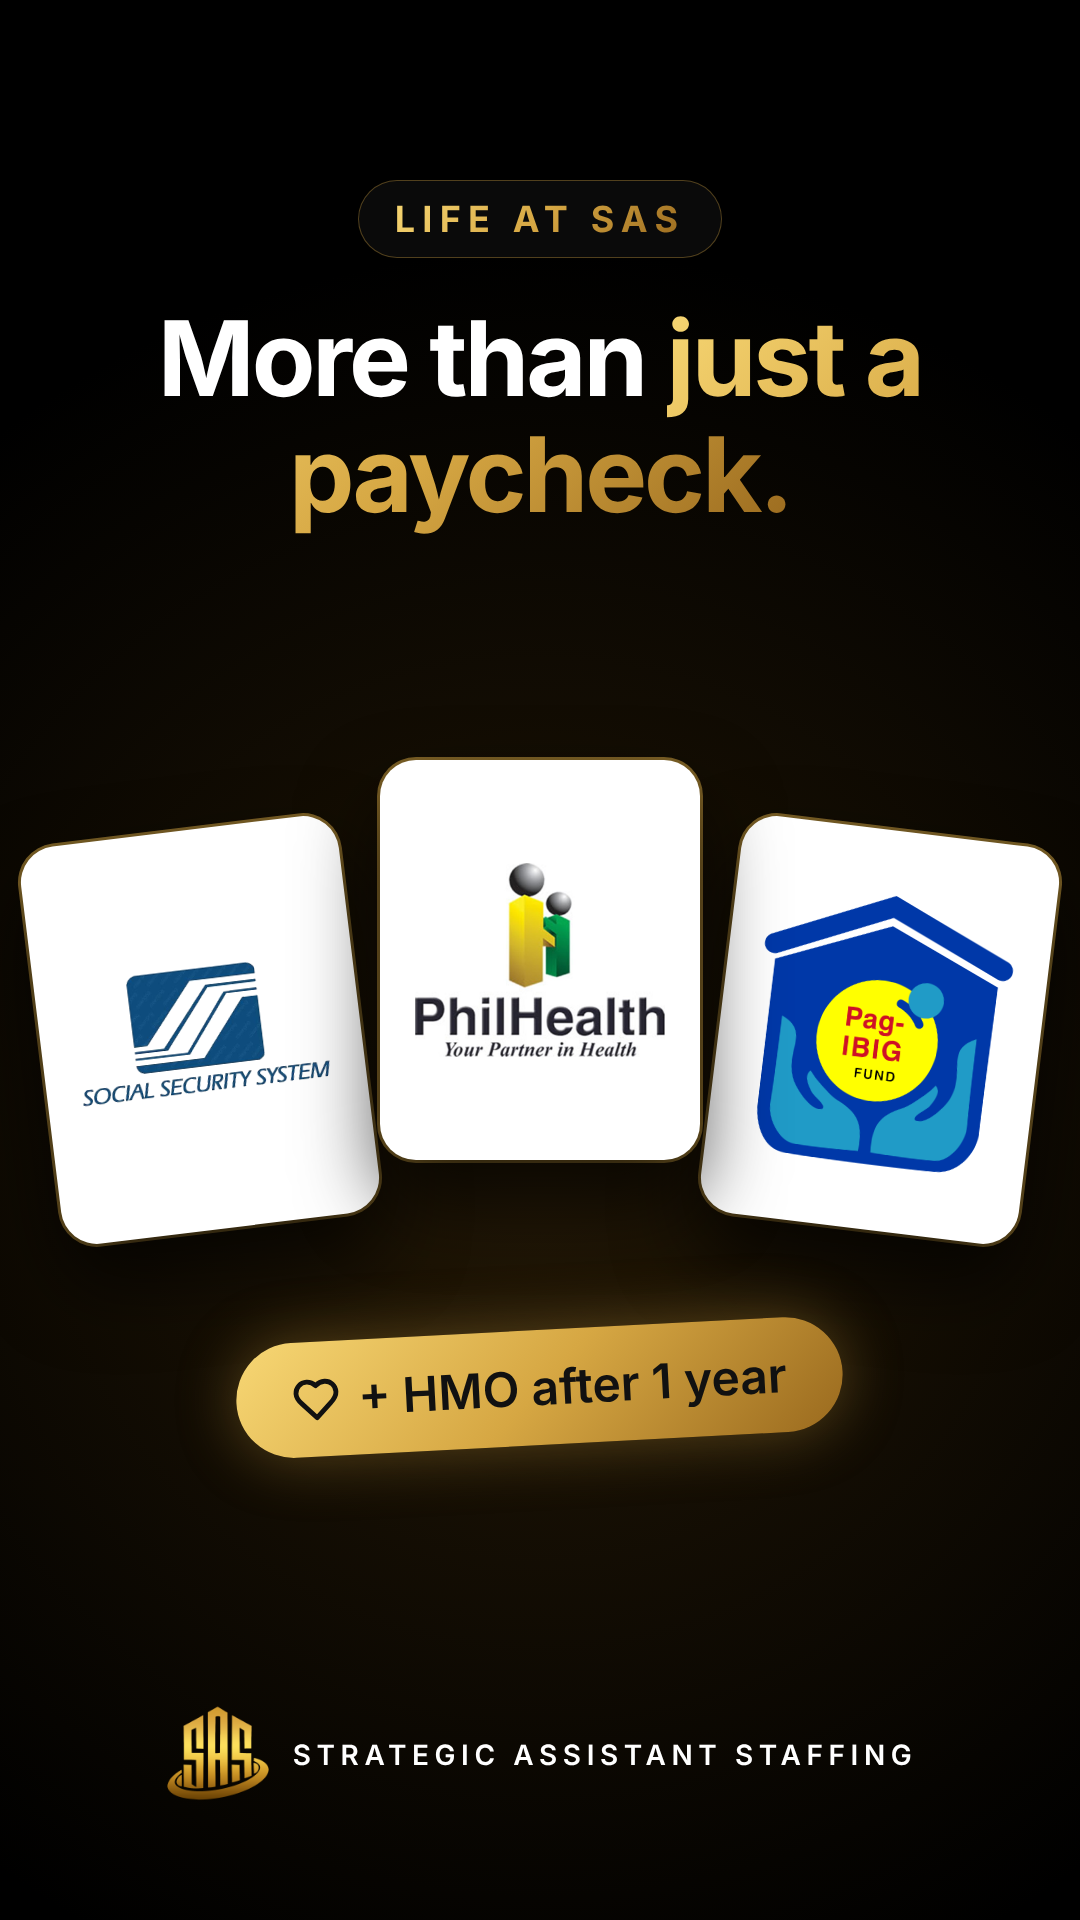 LIFE AT SAS
More than just a
paycheck.
SOCIAL SECURITY SYSTEM
PhilHealth
Your Partner in Health
Pag-
IBIG
FUND
+ HMO after 1 year
SAS
STRATEGIC ASSISTANT STAFFING